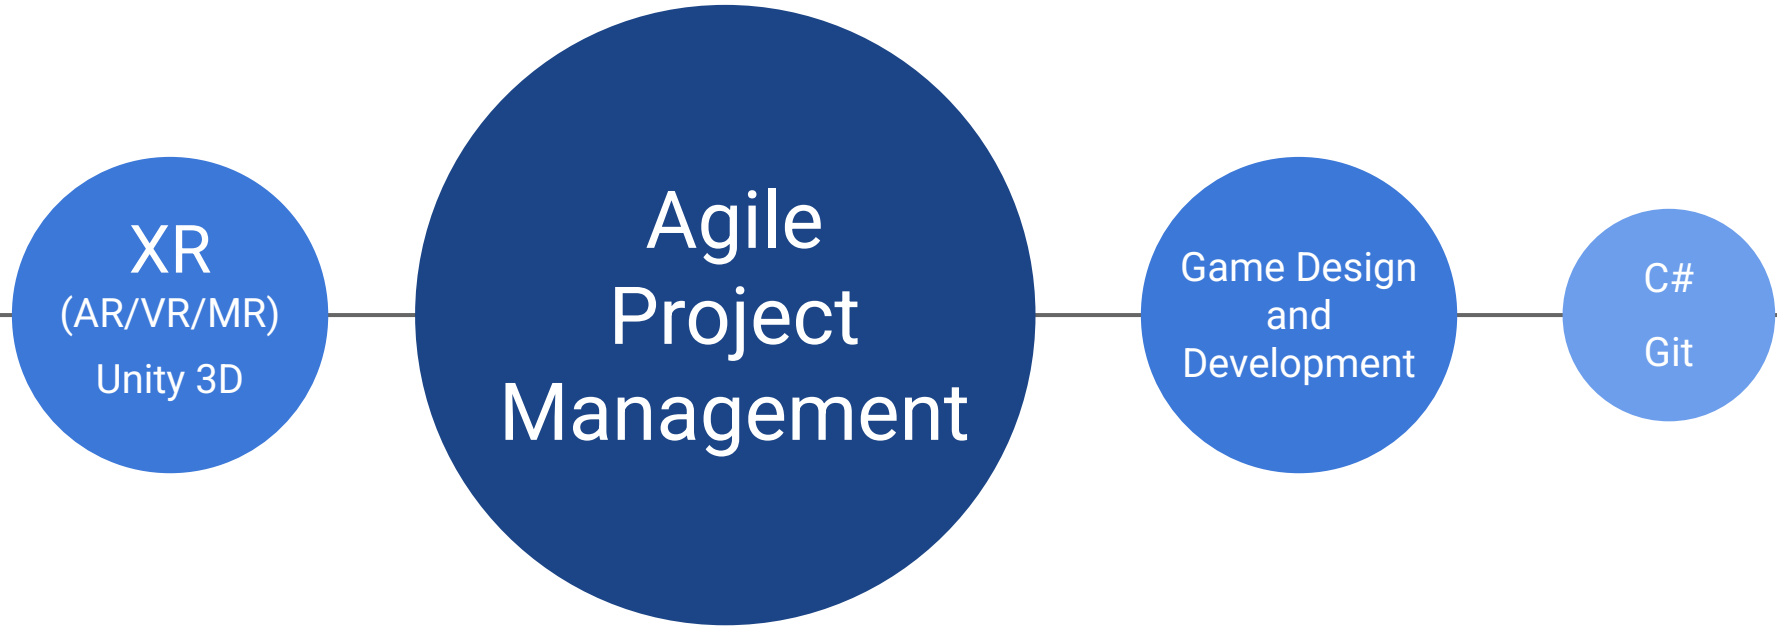 XR
(AR/VR/MR)
Unity 3D
Agile
Project
Management
Game Design
and
Development
C#
Git